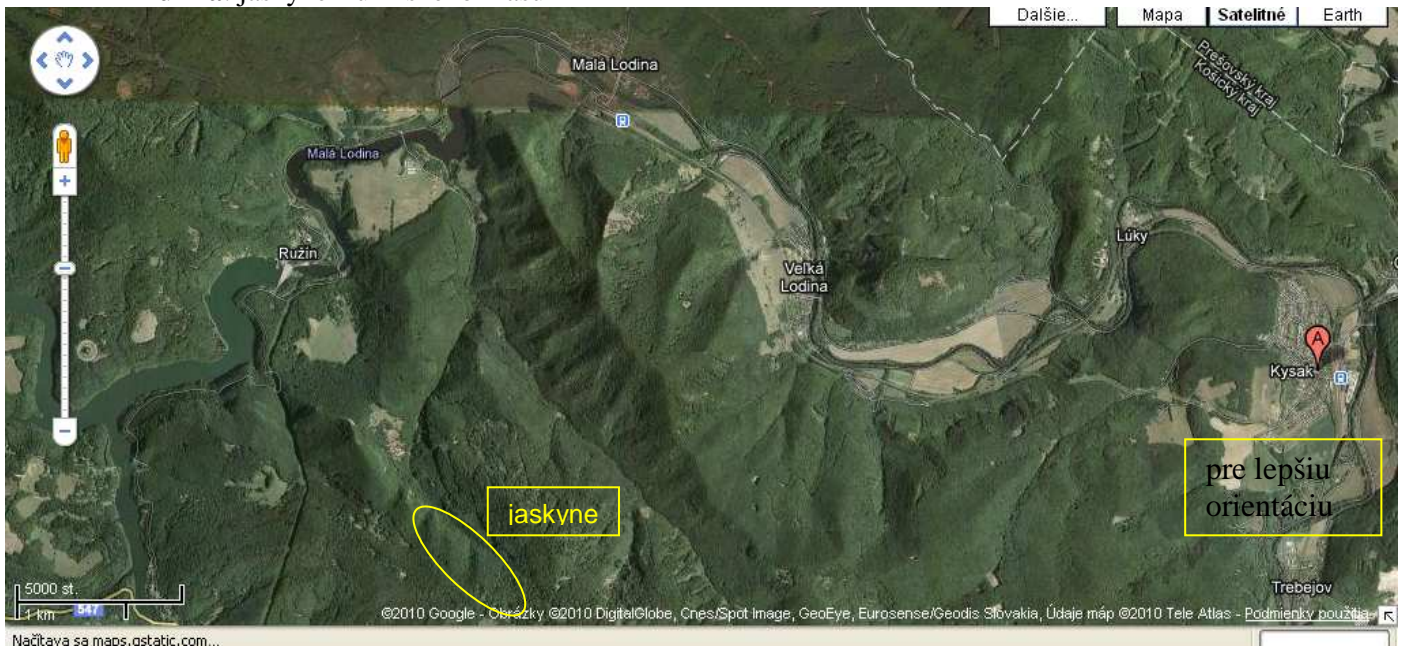 Ďalšie...
Mapa
Satelitné
Earth
Malá Lodina
Prešovský kraj
Košický kraj
Malá Lodina
Lúky
Ružín
Veľká
Lodina
A
Kysak
pre lepšiu
orientáciu
jaskyne
Trebejov
5000 st.
1 km
547
©2010 Google - Obrázky ©2010 DigitalGlobe, Cnes/Spot Image, GeoEye, Eurosense/Geodis Slovakia, Údaje máp ©2010 Tele Atlas - Podmienky použitia
Načítava sa maps.gstatic.com...